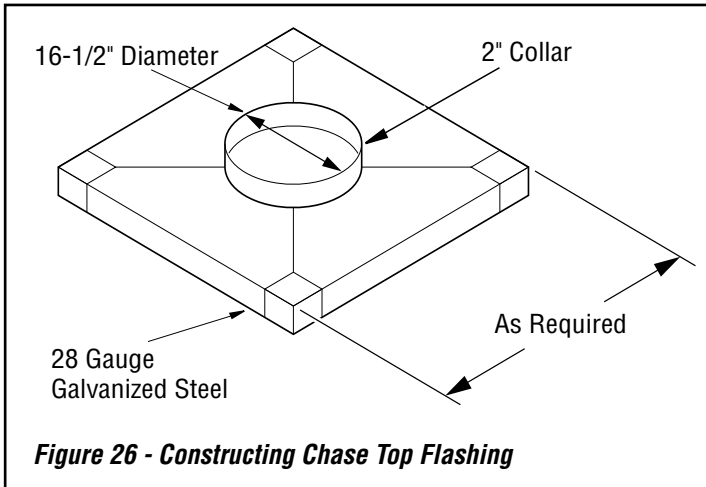 16-1/2" Diameter
2" Collar
As Required
28 Gauge
Galvanized Steel
Figure 26 - Constructing Chase Top Flashing